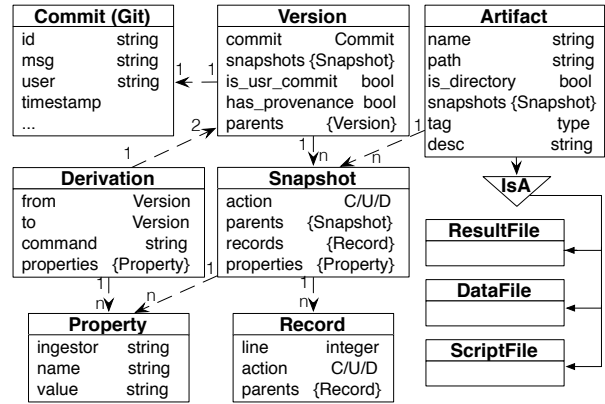 Commit (Git)
id string
msg string
user string
timestamp
...
1
1
Version
commit Commit
snapshots {Snapshot}
is_usr_commit bool
has_provenance bool
parents {Version}
Artifact
name string
path string
is_directory bool
snapshots {Snapshot}
tag type
desc string
1
2
1
n
1
n
IsA
Derivation
from Version
to Version
command string
properties {Property}
Snapshot
action C/U/D
parents {Snapshot}
records {Record}
properties {Property}
ResultFile
DataFile
ScriptFile
1
n
1
n
1
n
Property
ingestor string
name string
value string
Record
line integer
action C/U/D
parents {Record}